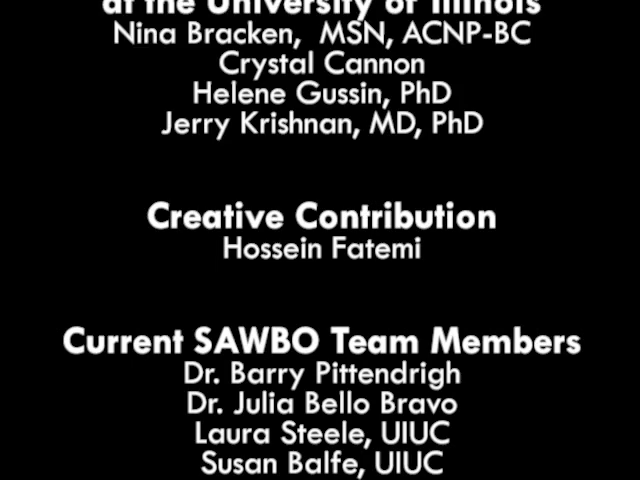 at the University of Illinois
Nina Bracken, MSN, ACNP-BC
Crystal Cannon
Helene Gussin, PhD
Jerry Krishnan, MD, PhD
Creative Contribution
Hossein Fatemi
Current SAWBO Team Members
Dr. Barry Pittendrigh
Dr. Julia Bello Bravo
Laura Steele, UIUC
Susan Balfe, UIUC